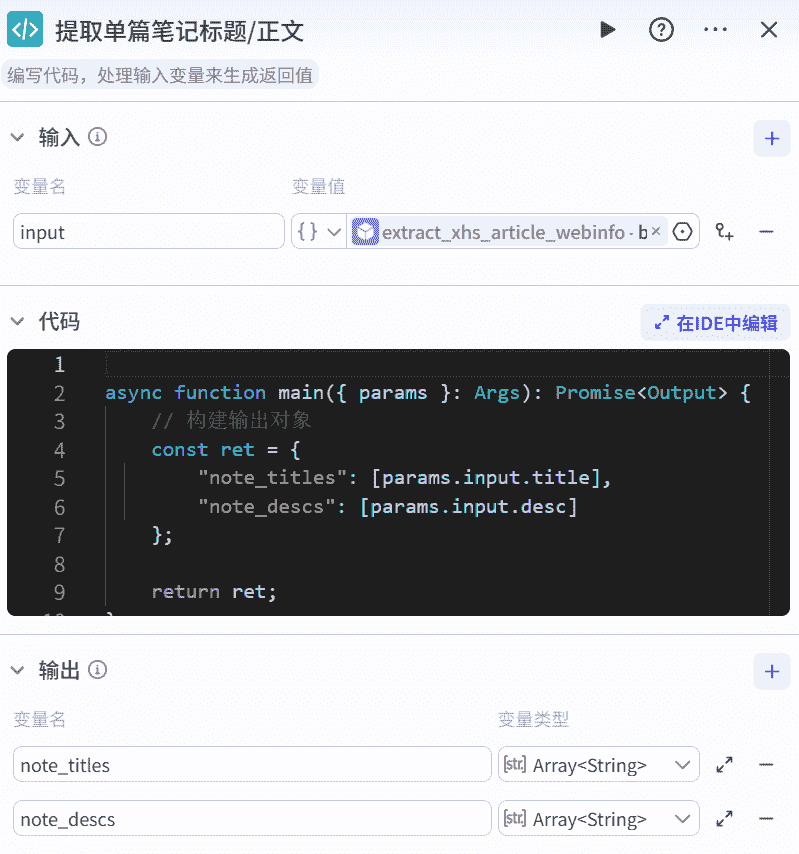 提取单篇笔记标题/正文
编写代码，处理输入变量来生成返回值
输入
变量名 变量值
input {} extract_xhs_article_webinfo - b
代码 在IDE中编辑
1
2 async function main({ params }: Args): Promise<Output> {
3 // 构建输出对象
4 const ret = {
5 "note_titles": [params.input.title],
6 "note_descs": [params.input.desc]
7 };
8
9 return ret;
输出
变量名 变量类型
note_titles [str] Array<String>
note_descs [str] Array<String>